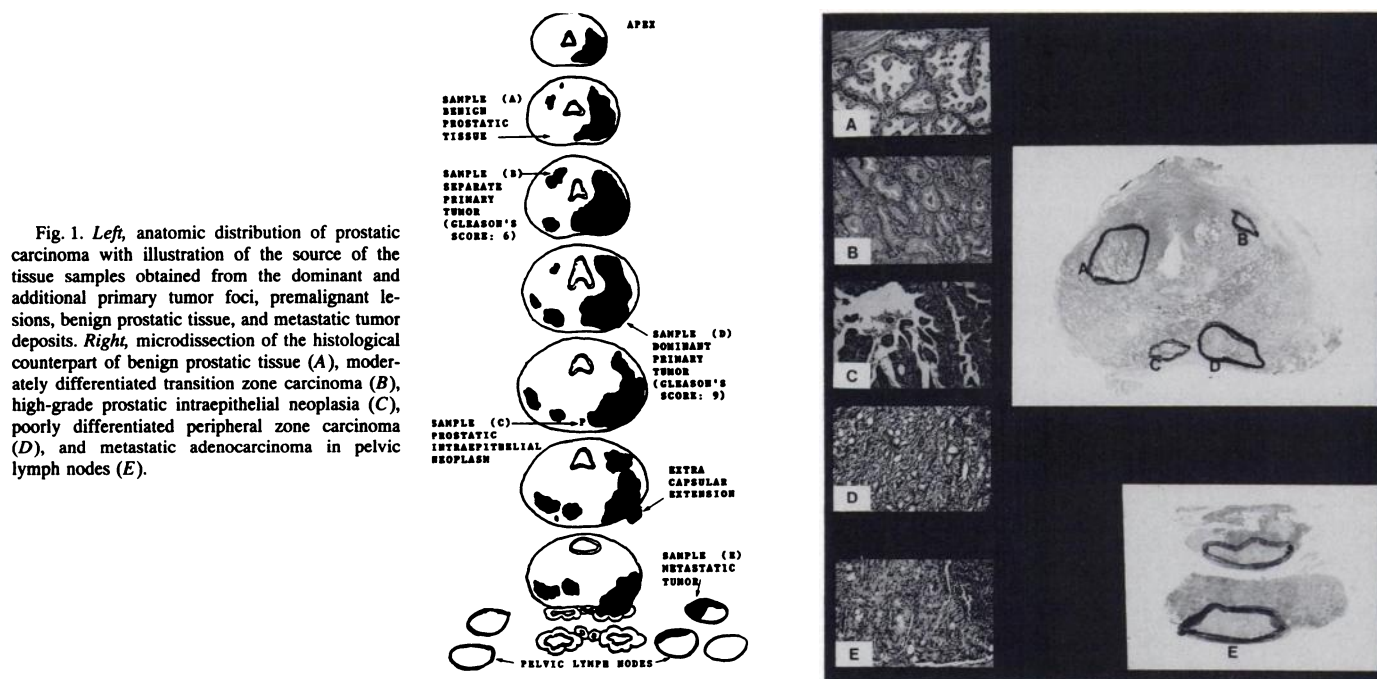 Fig. 1. Left, anatomic distribution of prostatic
carcinoma with illustration of the source of the
tissue samples obtained from the dominant and
additional primary tumor foci, premalignant le-
sions, benign prostatic tissue, and metastatic tumor
deposits. Right, microdissection of the histological
counterpart of benign prostatic tissue (A), moder-
ately differentiated transition zone carcinoma (B),
high-grade prostatic intraepithelial neoplasia (C),
poorly differentiated peripheral zone carcinoma
(D), and metastatic adenocarcinoma in pelvic
lymph nodes (E).
APEX
SAMPLE (A)
BENIGN
PROSTATIC
TISSUE
SAMPLE (B)
SEPARATE
PRIMARY
TUMOR
(GLEASON'S
SCORE: 6)
SAMPLE (D)
DOMINANT
PRIMARY
TUMOR
(GLEASON'S
SCORE: 9)
SAMPLE (C)
PROSTATIC
INTRAEPITHELIAL
NEOPLASM
P
EXTRA
CAPSULAR
EXTENSION
SAMPLE (E)
METASTATIC
TUMOR
PELVIC LYMPH NODES
A
B
C
D
E
A
B
C
D
E